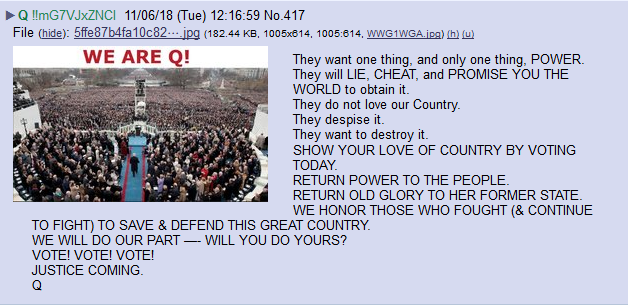 ▶Q !!mG7VJxZNCI 11/06/18 (Tue) 12:16:59 No.417
File (hide): 5ffe87b4fa10c82⋯.jpg (182.44 KB, 1005x614, 1005:614, WWG1WGA.jpg) (h) (u)
WE ARE Q!
They want one thing, and only one thing, POWER.
They will LIE, CHEAT, and PROMISE YOU THE
WORLD to obtain it.
They do not love our Country.
They despise it.
They want to destroy it.
SHOW YOUR LOVE OF COUNTRY BY VOTING
TODAY.
RETURN POWER TO THE PEOPLE.
RETURN OLD GLORY TO HER FORMER STATE.
WE HONOR THOSE WHO FOUGHT (& CONTINUE
TO FIGHT) TO SAVE & DEFEND THIS GREAT COUNTRY.
WE WILL DO OUR PART —- WILL YOU DO YOURS?
VOTE! VOTE! VOTE!
JUSTICE COMING.
Q